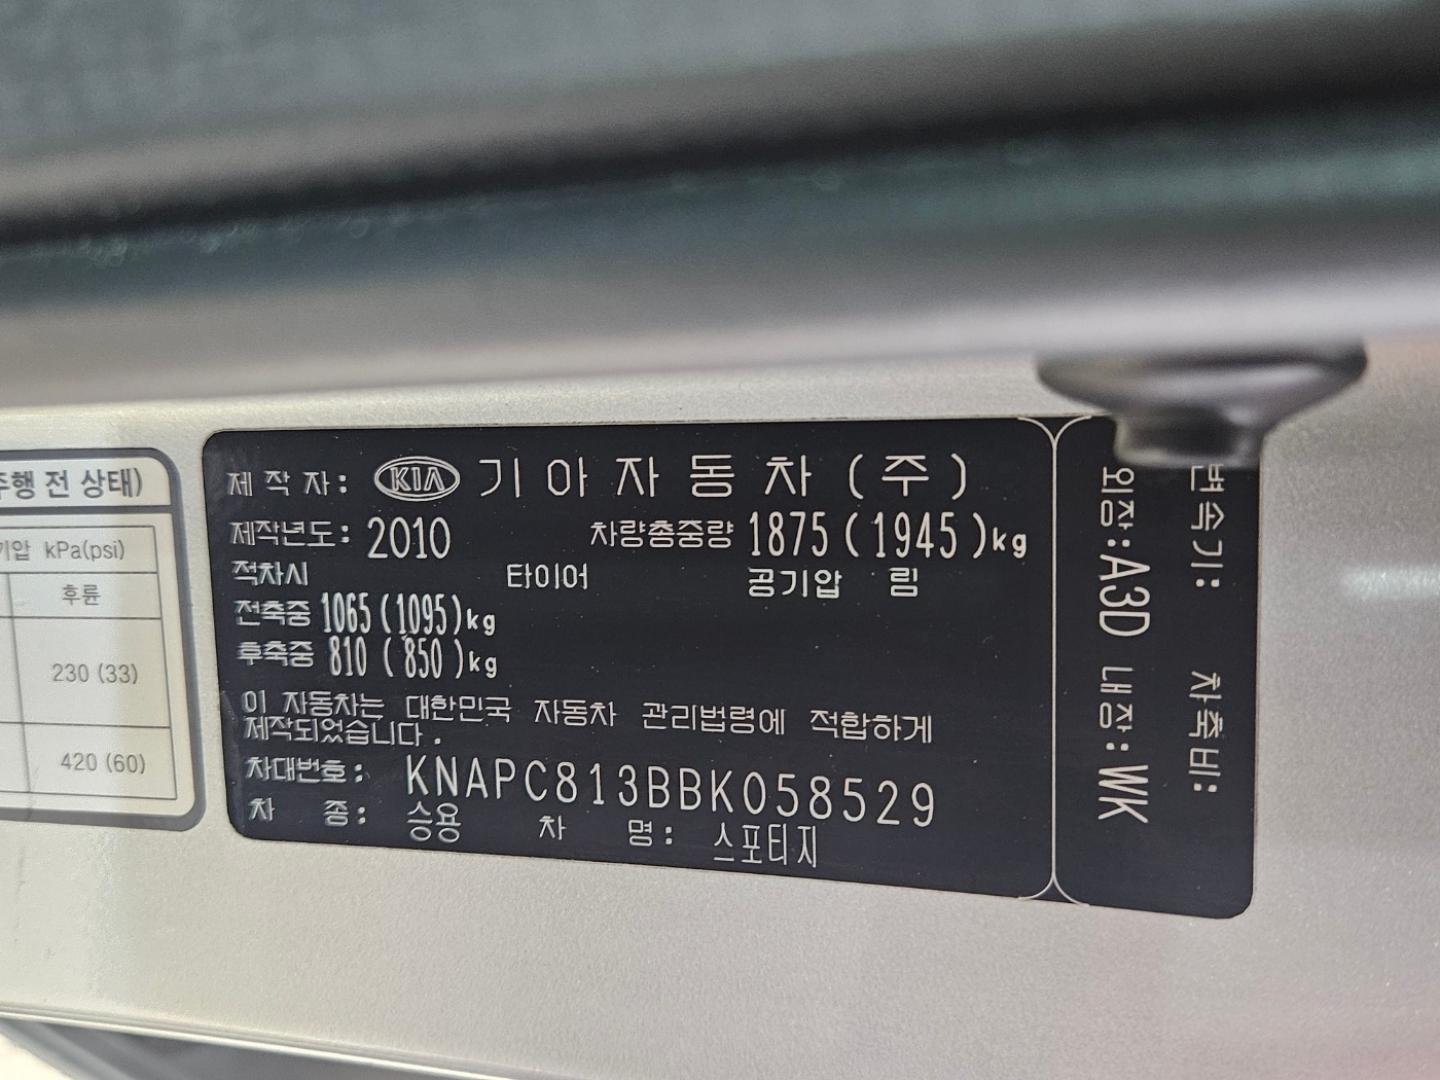 주행 전 상태)
기압 kPa(psi)
후륜
230 (33)
420 (60)
제 작 자: KIA 기 아 자 동 차 (주)
제작년도: 2010 차량총중량 1875 (1945)kg
적차시 타이어 공기압 림
전축중 1065 (1095)kg
후축중 810 (850)kg
이 자동차는 대한민국 자동차 관리법령에 적합하게
제작되었습니다.
차대번호: KNAPC813BBK058529
차 종: 승용 차 명: 스포티지
변속기: 차축비:
외장:A3D 내장:WK